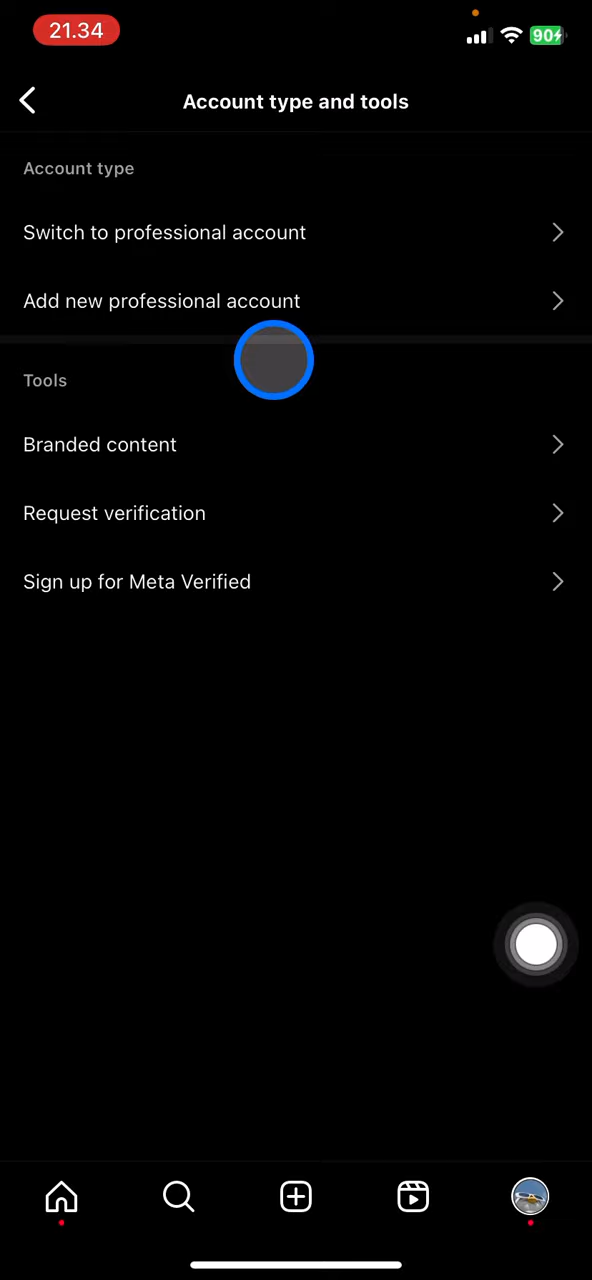 21.34
90
Account type and tools
Account type
Switch to professional account
Add new professional account
Tools
Branded content
Request verification
Sign up for Meta Verified